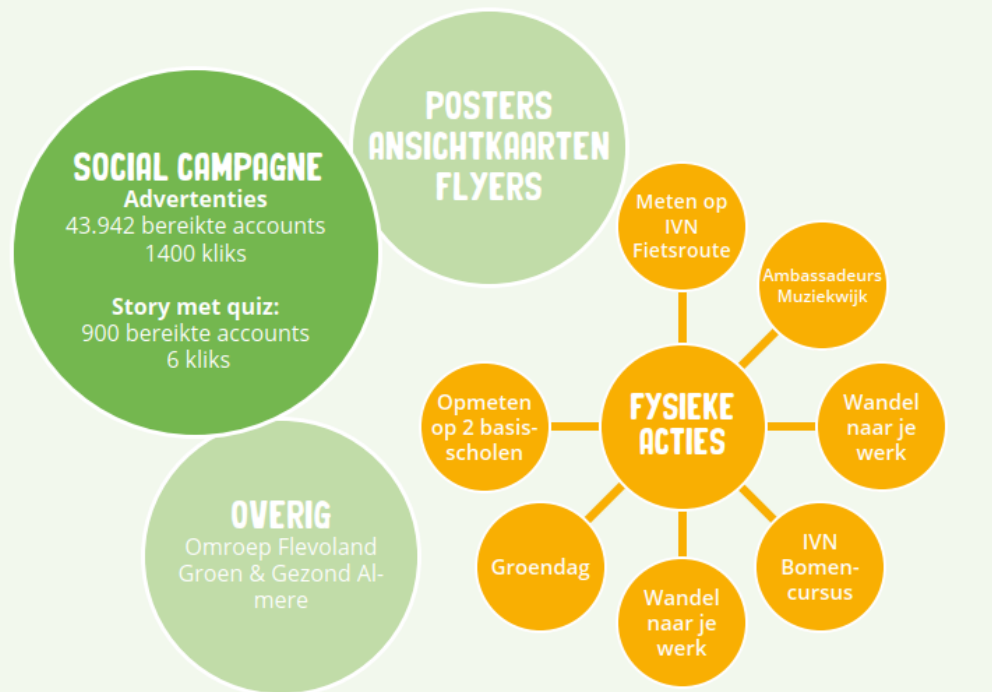 SOCIAL CAMPAGNE
Advertenties
43.942 bereikte accounts
1400 kliks
Story met quiz:
900 bereikte accounts
6 kliks
POSTERS
ANSICHTKAARTEN
FLYERS
OVERIG
Omroep Flevoland
Groen & Gezond Al-
mere
FYSIEKE
ACTIES
Meten op
IVN
Fietsroute
Ambassadeurs
Muziekwijk
Wandel
naar je
werk
IVN
Bomen-
cursus
Wandel
naar je
werk
Groendag
Opmeten
op 2 basis-
scholen